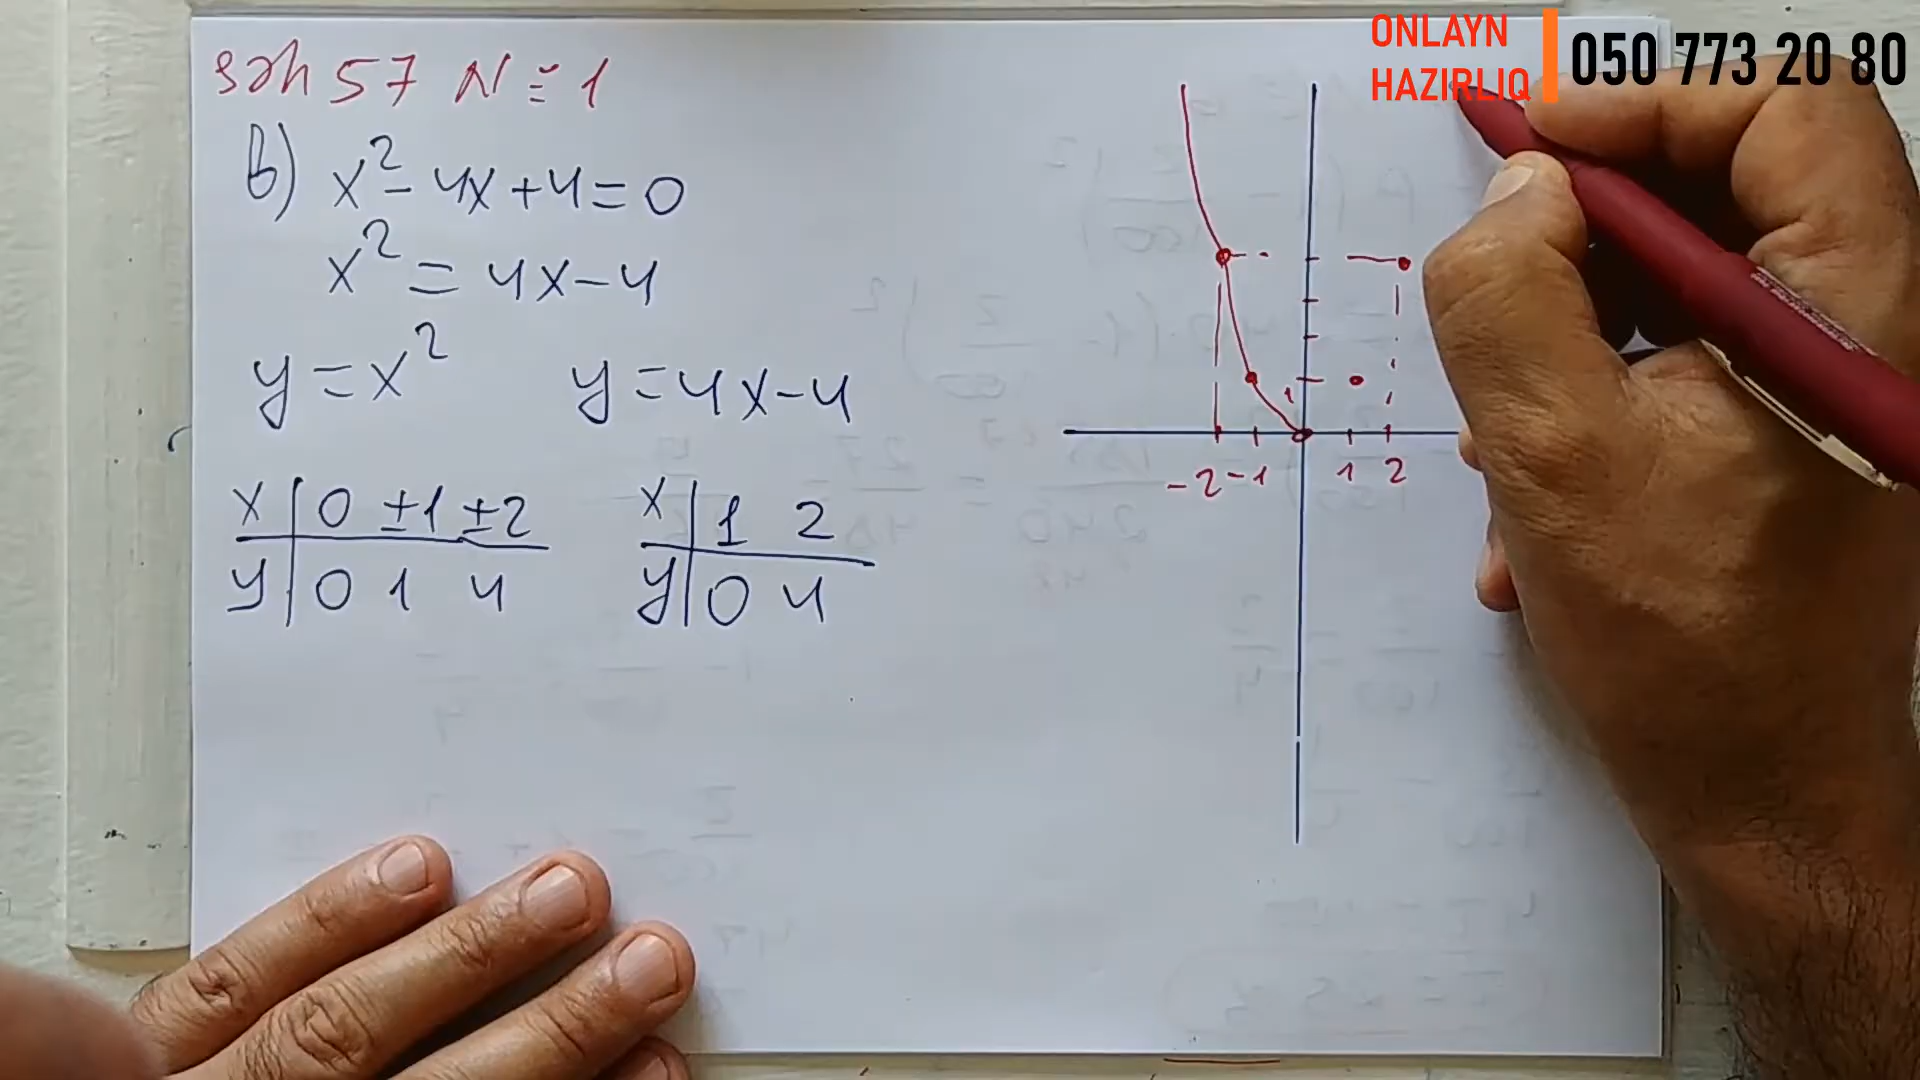 ONLAYN
HAZIRLIQ
050 773 20 80
səh 57 N = 1
b) x² - 4x + 4 = 0
x² = 4x - 4
y = x² y = 4x - 4
x | 0 ±1 ±2
y | 0 1 4
x | 1 2
y | 0 4
1
-2 -1 1 2